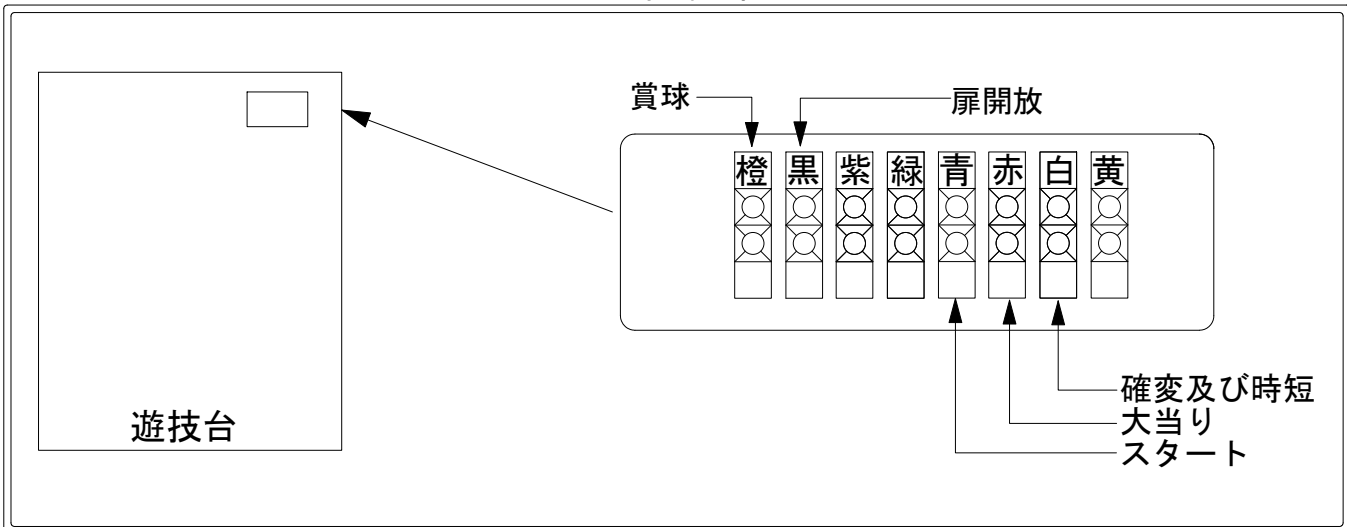 賞球
扉開放
橙 黒 紫 緑 青 赤 白 黄
確変及び時短
大当り
スタート
遊技台